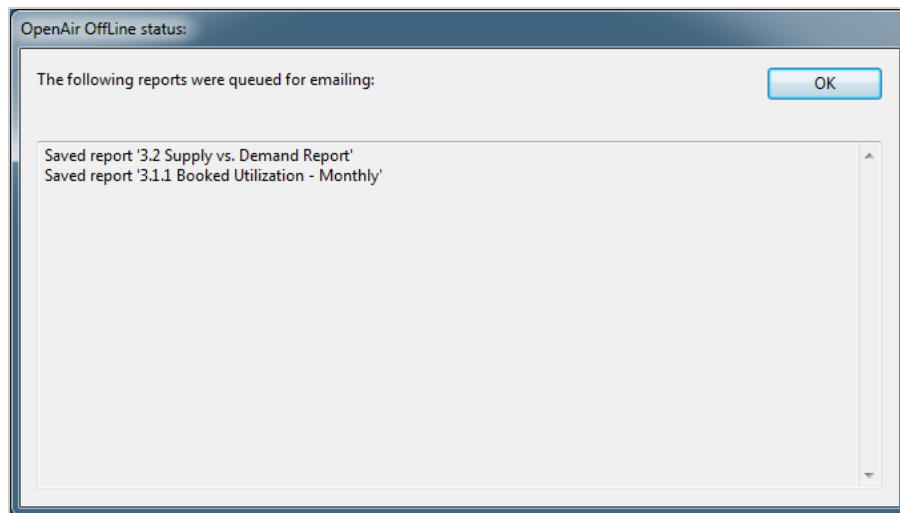 OpenAir OffLine status:
The following reports were queued for emailing:
OK
Saved report '3.2 Supply vs. Demand Report'
Saved report '3.1.1 Booked Utilization - Monthly'